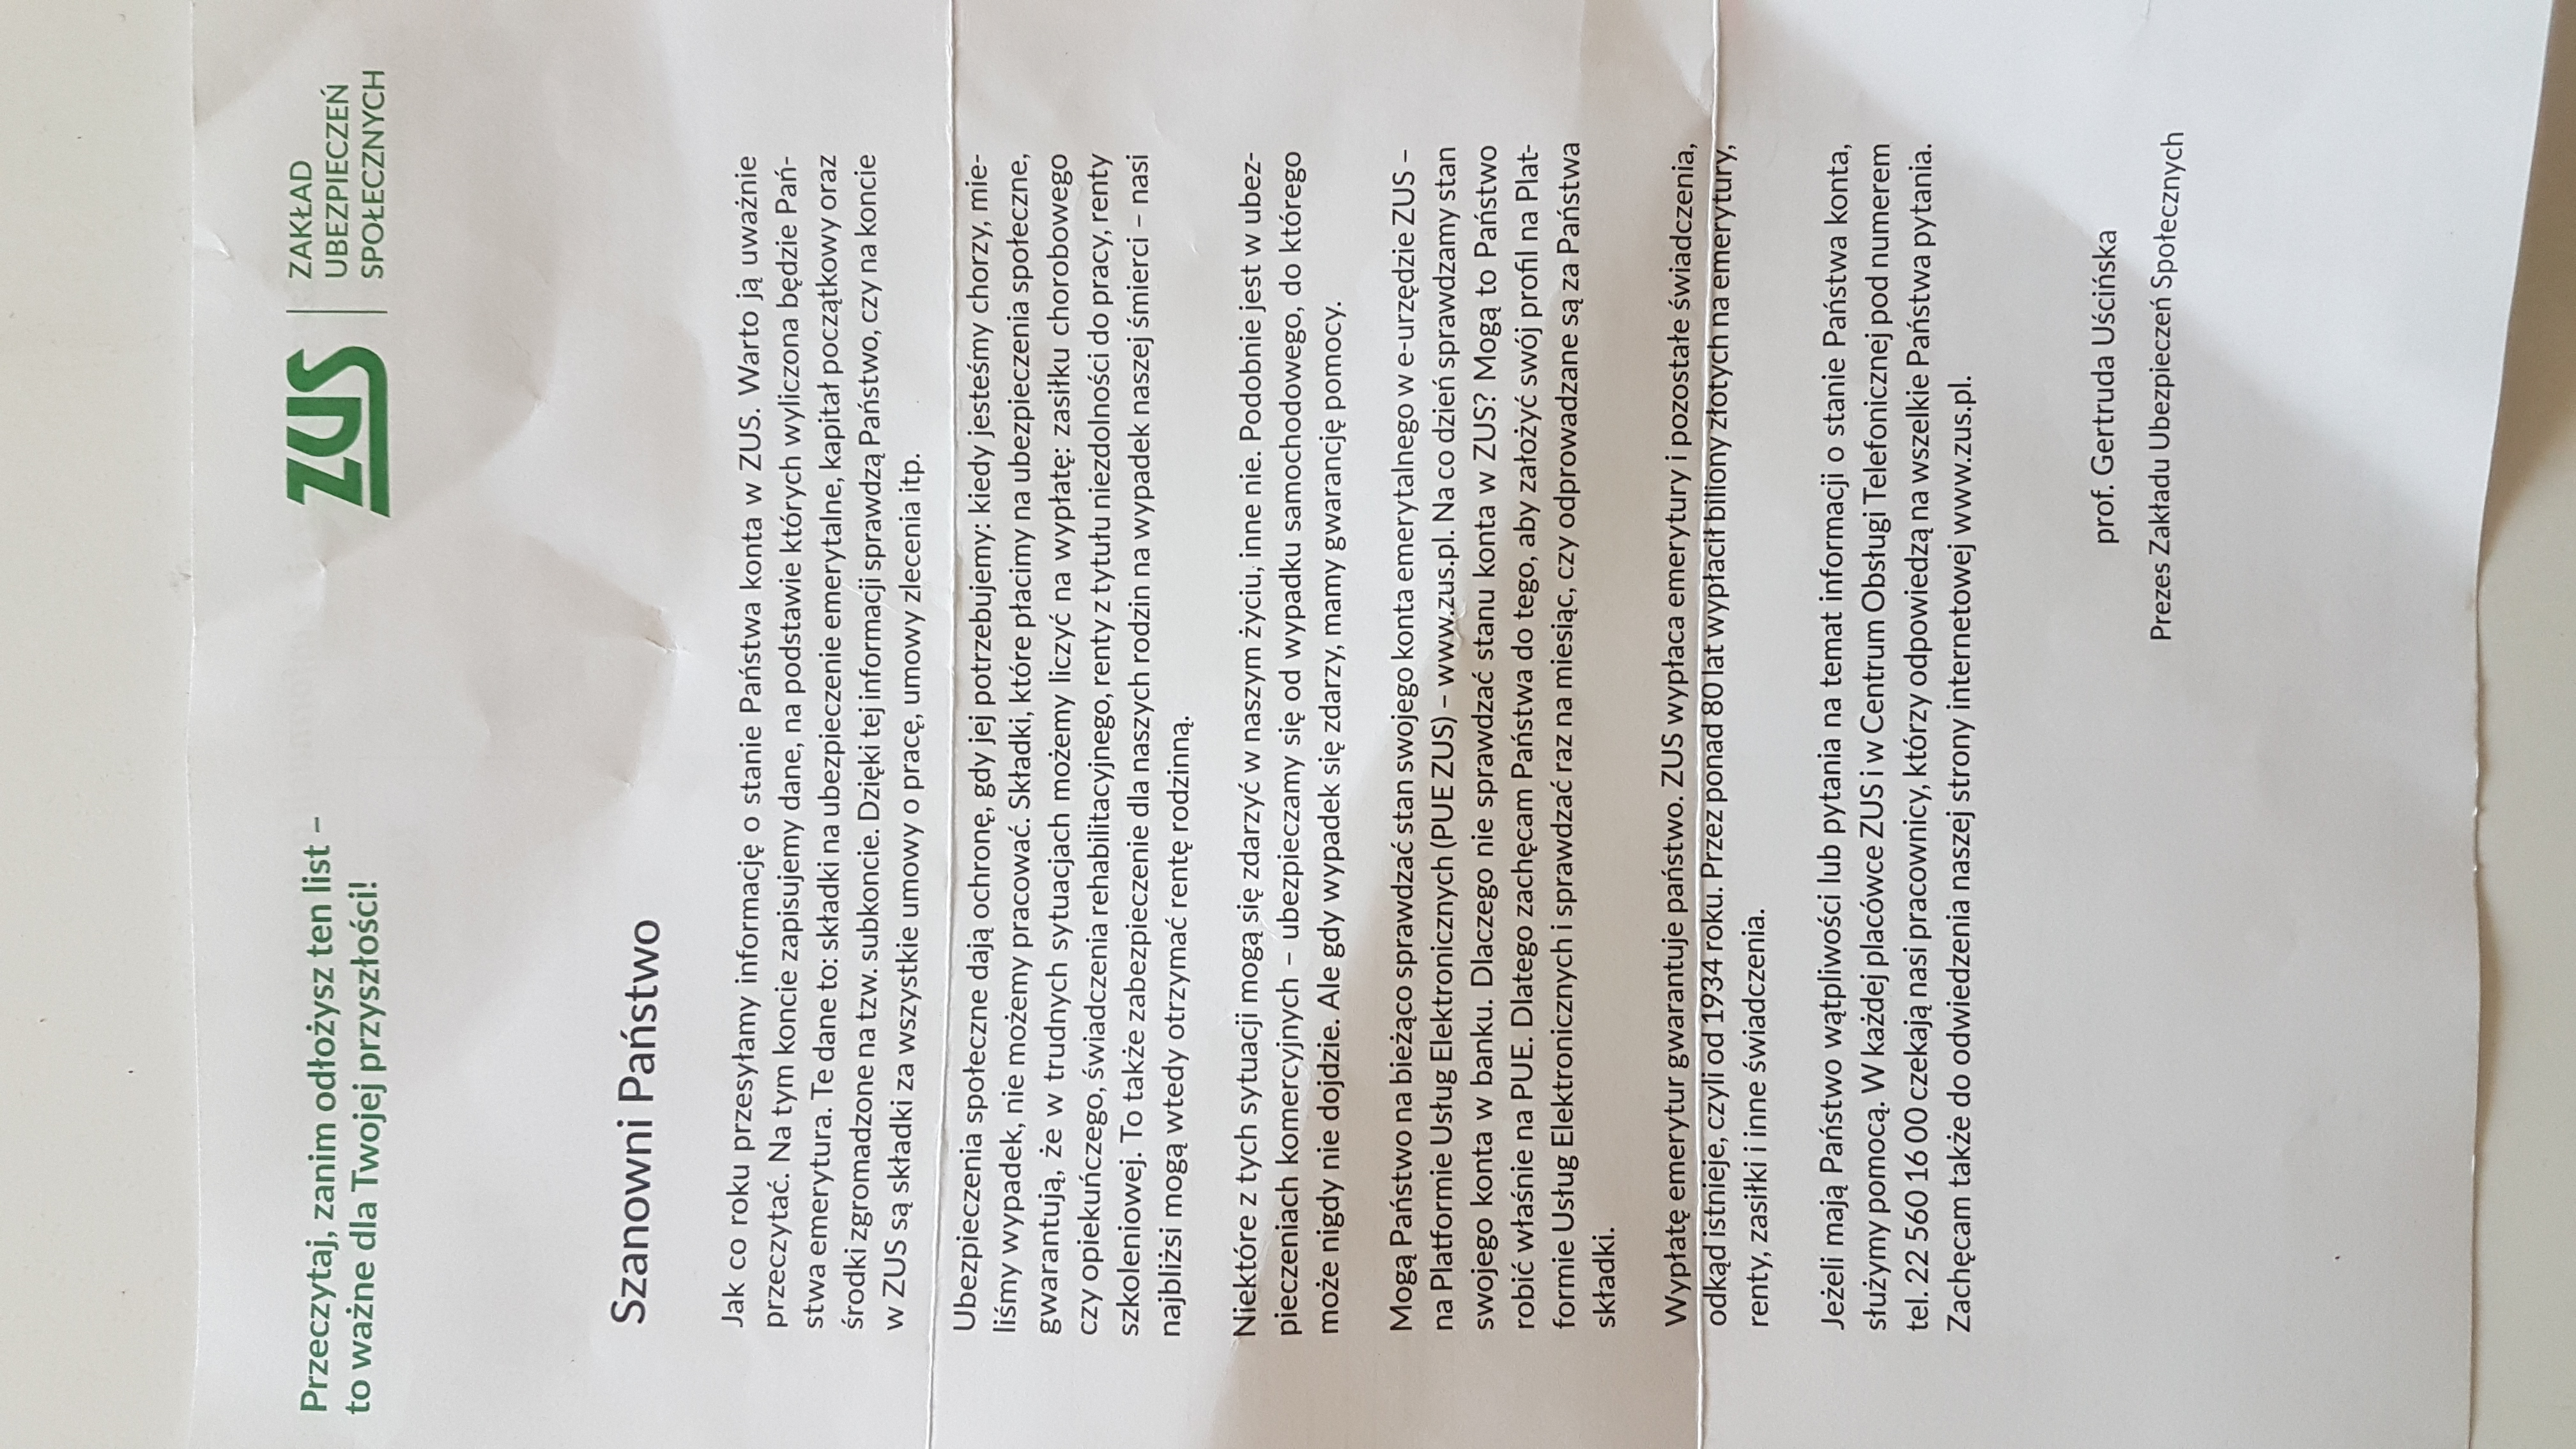 Przeczytaj, zanim odłożysz ten list –
to ważne dla Twojej przyszłości!
ZUS
ZAKŁAD
UBEZPIECZEŃ
SPOŁECZNYCH
Szanowni Państwo
Jak co roku przesyłamy informację o stanie Państwa konta w ZUS. Warto ją uważnie
przeczytać. Na tym koncie zapisujemy dane, na podstawie których wyliczona będzie Pań-
stwa emerytura. Te dane to: składki na ubezpieczenie emerytalne, kapitał początkowy oraz
środki zgromadzone na tzw. subkoncie. Dzięki tej informacji sprawdzą Państwo, czy na koncie
w ZUS są składki za wszystkie umowy o pracę, umowy zlecenia itp.
Ubezpieczenia społeczne dają ochronę, gdy jej potrzebujemy: kiedy jesteśmy chorzy, mie-
liśmy wypadek, nie możemy pracować. Składki, które płacimy na ubezpieczenia społeczne,
gwarantują, że w trudnych sytuacjach możemy liczyć na wypłatę: zasiłku chorobowego
czy opiekuńczego, świadczenia rehabilitacyjnego, renty z tytułu niezdolności do pracy, renty
szkoleniowej. To także zabezpieczenie dla naszych rodzin na wypadek naszej śmierci – nasi
najbliżsi mogą wtedy otrzymać rentę rodzinną.
Niektóre z tych sytuacji mogą się zdarzyć w naszym życiu, inne nie. Podobnie jest w ubez-
pieczeniach komercyjnych – ubezpieczamy się od wypadku samochodowego, do którego
może nigdy nie dojdzie. Ale gdy wypadek się zdarzy, mamy gwarancję pomocy.
Mogą Państwo na bieżąco sprawdzać stan swojego konta emerytalnego w e-urzędzie ZUS –
na Platformie Usług Elektronicznych (PUE ZUS) – www.zus.pl. Na co dzień sprawdzamy stan
swojego konta w banku. Dlaczego nie sprawdzać stanu konta w ZUS? Mogą to Państwo
robić właśnie na PUE. Dlatego zachęcam Państwa do tego, aby założyć swój profil na Plat-
formie Usług Elektronicznych i sprawdzać raz na miesiąc, czy odprowadzane są za Państwa
składki.
Wypłatę emerytur gwarantuje państwo. ZUS wypłaca emerytury i pozostałe świadczenia,
odkąd istnieje, czyli od 1934 roku. Przez ponad 80 lat wypłacił biliony złotych na emerytury,
renty, zasiłki i inne świadczenia.
Jeżeli mają Państwo wątpliwości lub pytania na temat informacji o stanie Państwa konta,
służymy pomocą. W każdej placówce ZUS i w Centrum Obsługi Telefonicznej pod numerem
tel. 22 560 16 00 czekają nasi pracownicy, którzy odpowiedzą na wszelkie Państwa pytania.
Zachęcam także do odwiedzenia naszej strony internetowej www.zus.pl.
prof. Gertruda Uścińska
Prezes Zakładu Ubezpieczeń Społecznych